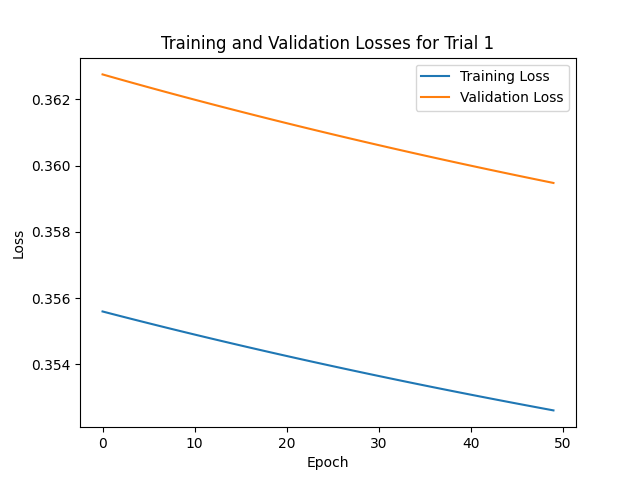 Training and Validation Losses for Trial 1
Training Loss
Validation Loss
0.362
0.360
0.358
0.356
0.354
Loss
0
10
20
30
40
50
Epoch